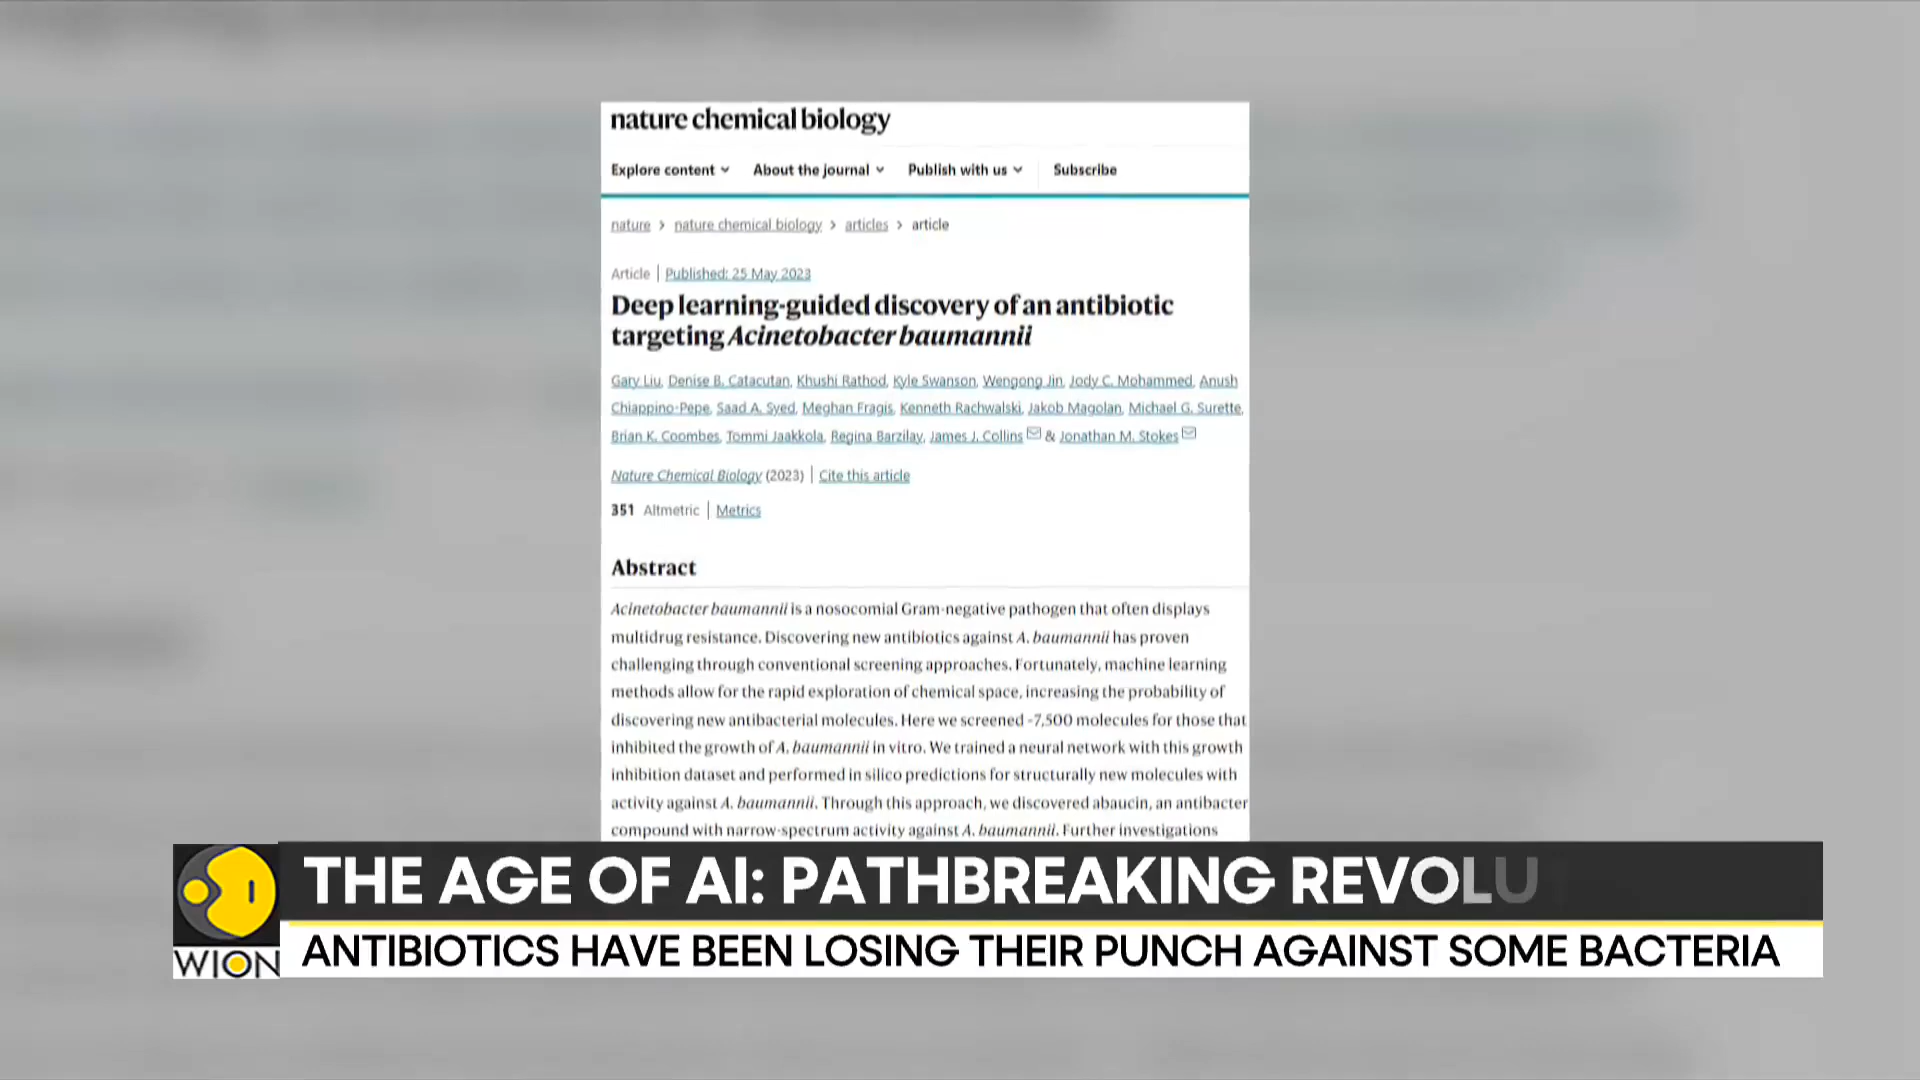 nature chemical biology
Explore content About the journal Publish with us Subscribe
nature > nature chemical biology > articles > article
Article | Published: 25 May 2023
Deep learning-guided discovery of an antibiotic
targeting Acinetobacter baumannii
Gary Liu, Denise B. Catacutan, Khushi Rathod, Kyle Swanson, Wengong Jin, Jody C. Mohammed, Anush
Chiappino-Pepe, Saad A. Syed, Meghan Fragis, Kenneth Rachwalski, Jakob Magolan, Michael G. Surette,
Brian K. Coombes, Tommi Jaakkola, Regina Barzilay, James J. Collins & Jonathan M. Stokes
Nature Chemical Biology (2023) | Cite this article
351 Altmetric | Metrics
Abstract
Acinetobacter baumannii is a nosocomial Gram-negative pathogen that often displays
multidrug resistance. Discovering new antibiotics against A. baumannii has proven
challenging through conventional screening approaches. Fortunately, machine learning
methods allow for the rapid exploration of chemical space, increasing the probability of
discovering new antibacterial molecules. Here we screened ~7,500 molecules for those that
inhibited the growth of A. baumannii in vitro. We trained a neural network with this growth
inhibition dataset and performed in silico predictions for structurally new molecules with
activity against A. baumannii. Through this approach, we discovered abaucin, an antibacter
compound with narrow-spectrum activity against A. baumannii. Further investigations
THE AGE OF AI: PATHBREAKING REVOLU
ANTIBIOTICS HAVE BEEN LOSING THEIR PUNCH AGAINST SOME BACTERIA
WION